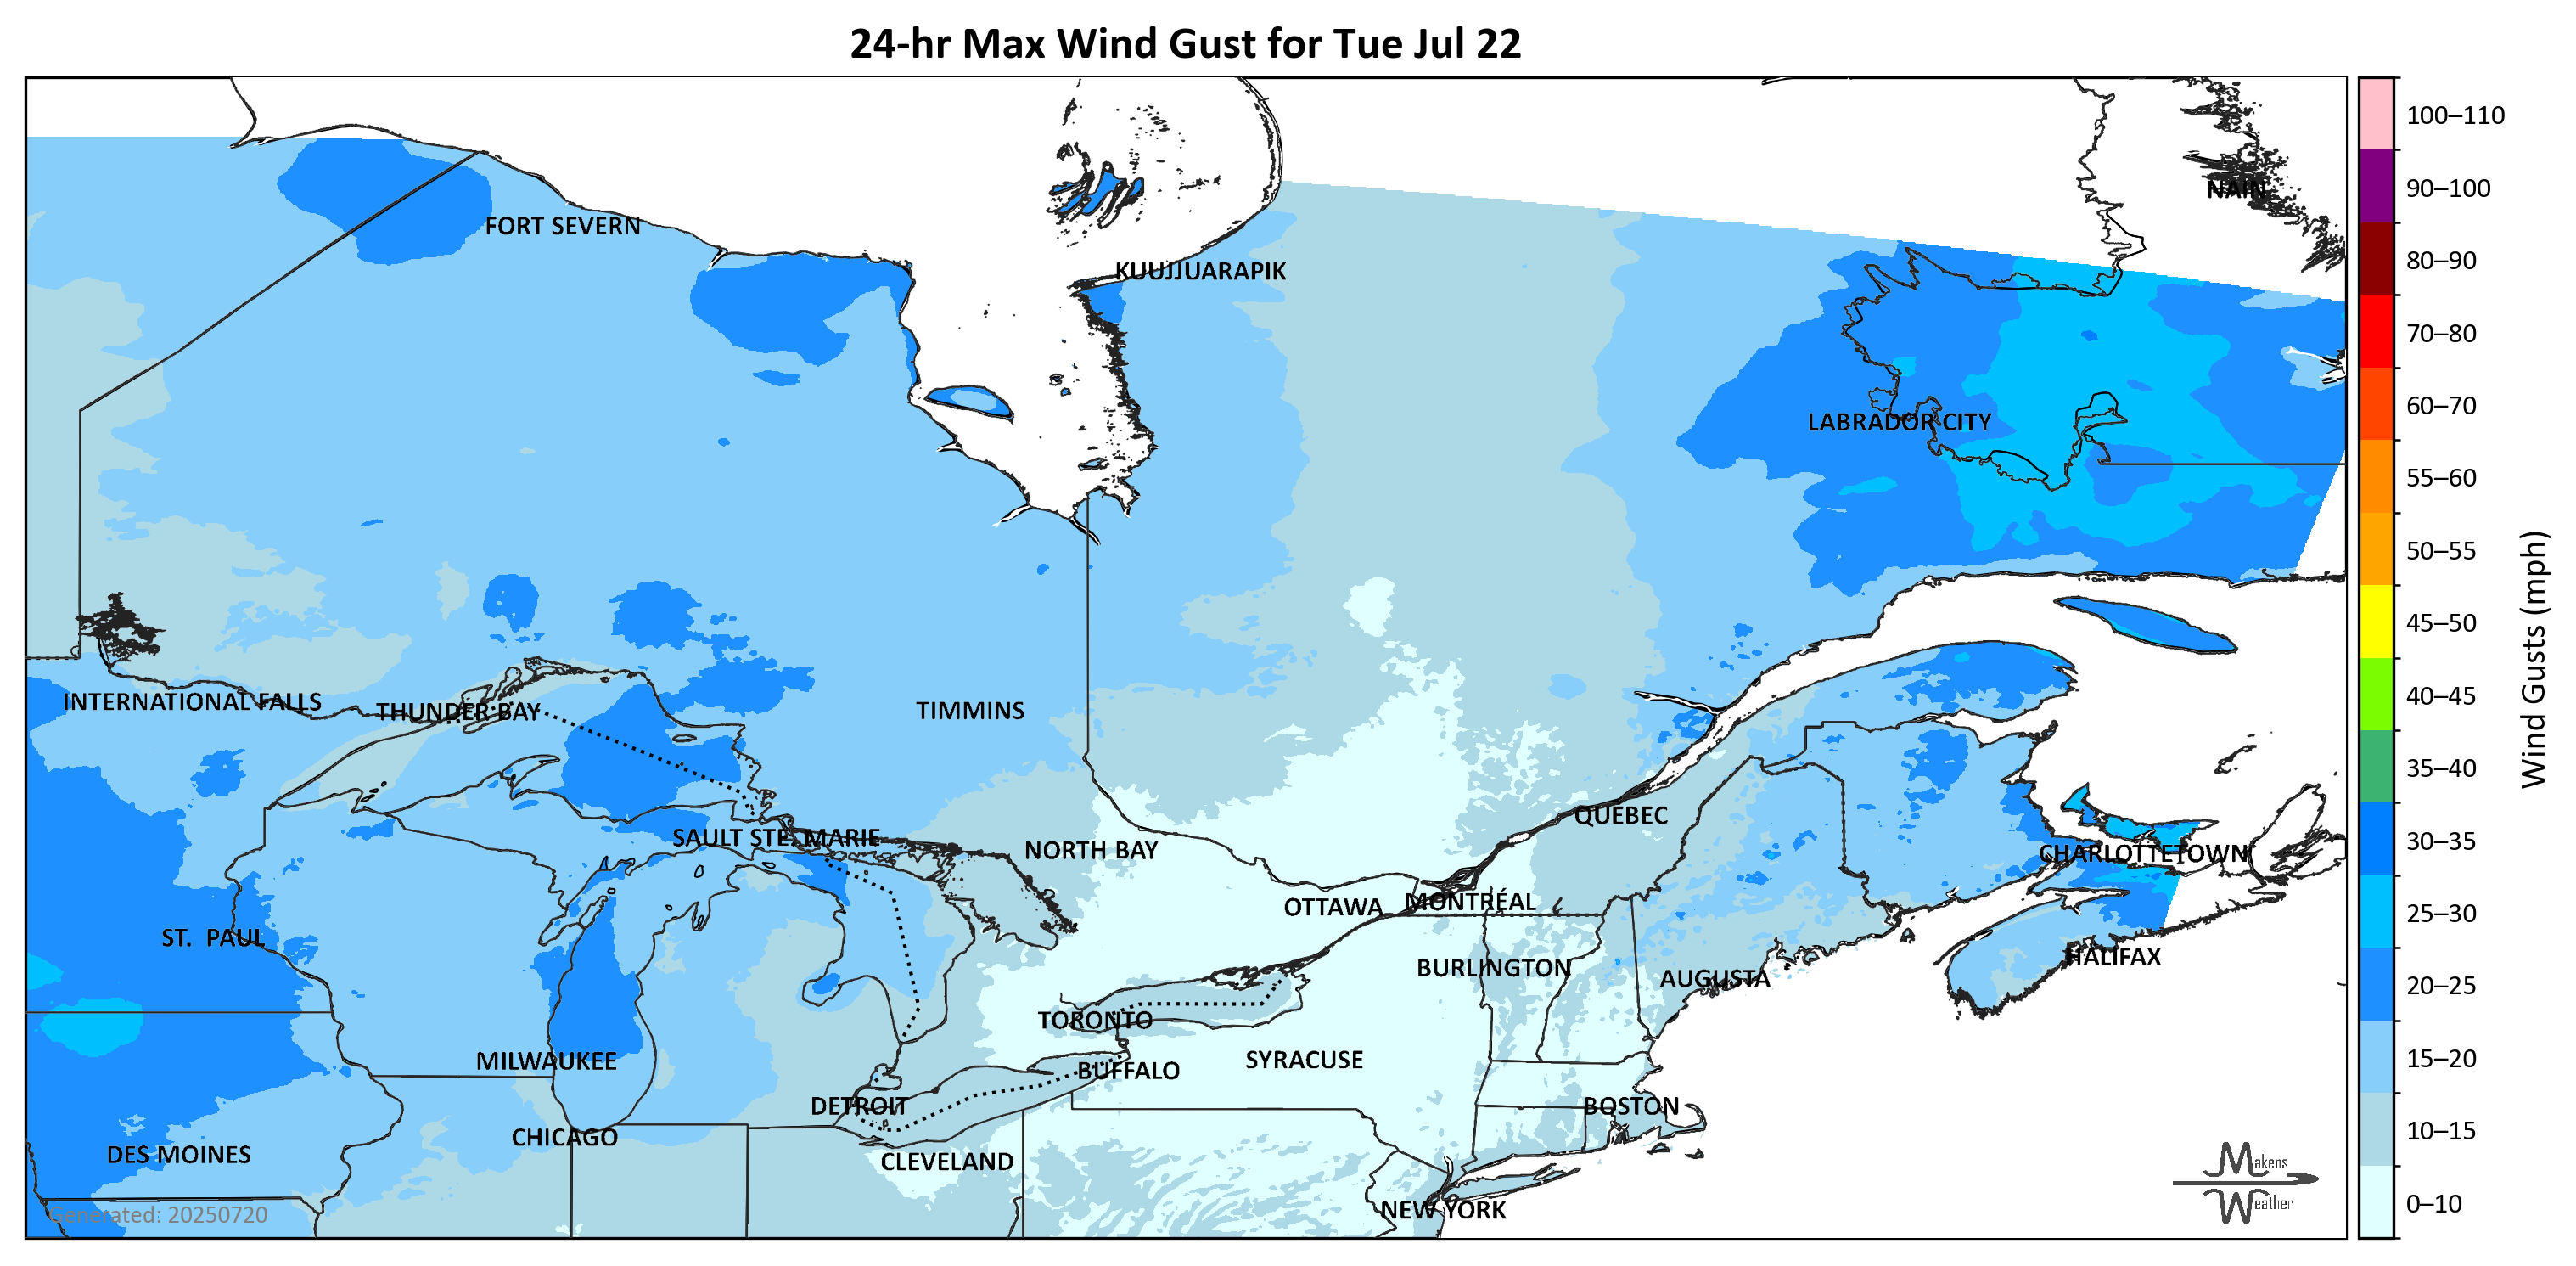 24-hr Max Wind Gust for Tue Jul 22
100–110
90–100
80–90
70–80
60–70
55–60
50–55
45–50
40–45
35–40
30–35
25–30
20–25
15–20
10–15
0–10
Wind Gusts (mph)
NAIN
FORT SEVERN
KUUJJUARAPIK
LABRADOR CITY
INTERNATIONAL FALLS
THUNDER BAY
TIMMINS
QUEBEC
SAULT STE. MARIE
NORTH BAY
CHARLOTTETOWN
OTTAWA
MONTRÉAL
ST. PAUL
HALIFAX
BURLINGTON
AUGUSTA
TORONTO
MILWAUKEE
SYRACUSE
BUFFALO
DETROIT
BOSTON
CHICAGO
DES MOINES
CLEVELAND
NEW YORK
Generated: 20250720
Makens
Weather